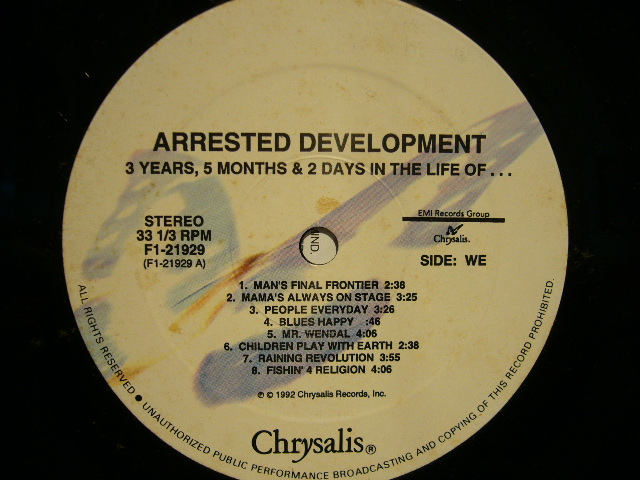 ARRESTED DEVELOPMENT
3 YEARS, 5 MONTHS & 2 DAYS IN THE LIFE OF . . .
STEREO
33 1/3 RPM
F1-21929
(F1-21929 A)
IND.
EMI Records Group
Chrysalis.
SIDE: WE
1. MAN'S FINAL FRONTIER 2:38
2. MAMA'S ALWAYS ON STAGE 3:25
3. PEOPLE EVERYDAY 3:26
4. BLUES HAPPY :46
5. MR. WENDAL 4:06
6. CHILDREN PLAY WITH EARTH 2:38
7. RAINING REVOLUTION 3:55
8. FISHIN' 4 RELIGION 4:06
℗ © 1992 Chrysalis Records, Inc.
Chrysalis®
ALL RIGHTS RESERVED ● UNAUTHORIZED PUBLIC PERFORMANCE BROADCASTING AND COPYING OF THIS RECORD PROHIBITED.